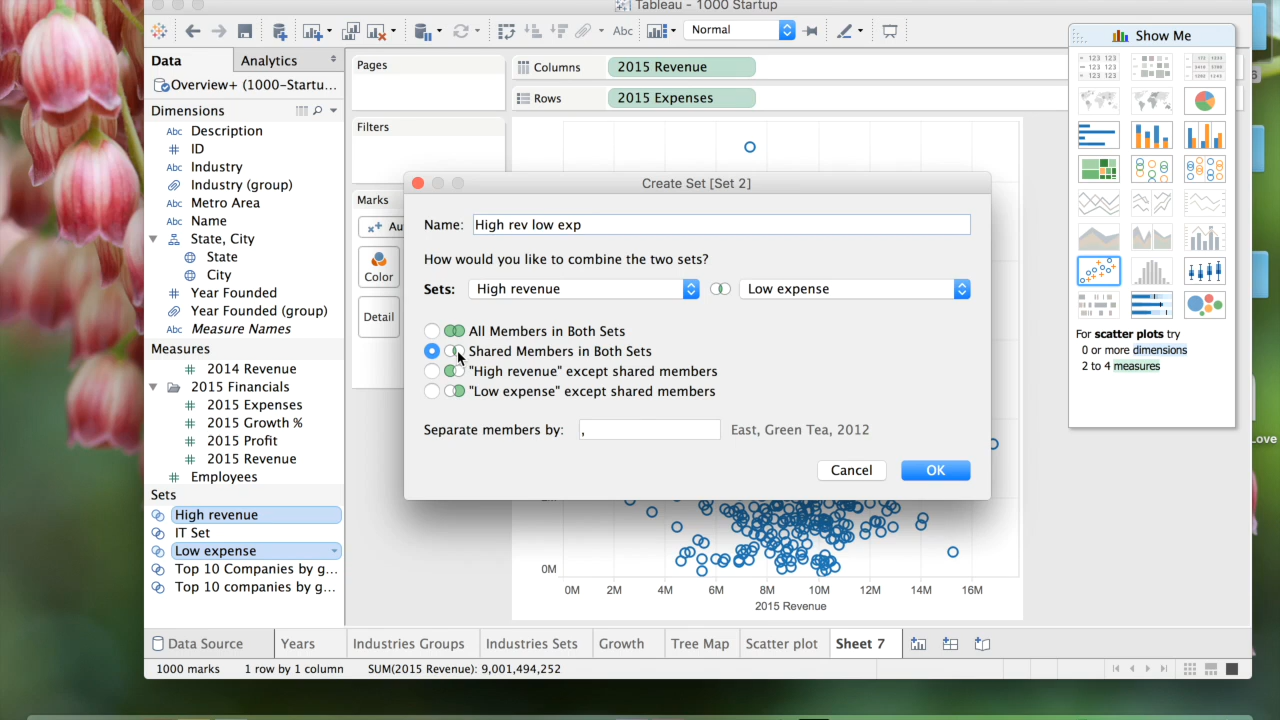 Tableau - 1000 Startup
Abc
Normal
Data
Analytics
Overview+ (1000-Startu...
Dimensions
Abc Description
# ID
Abc Industry
Industry (group)
Abc Metro Area
Abc Name
State, City
State
City
# Year Founded
Year Founded (group)
Abc Measure Names
Measures
# 2014 Revenue
2015 Financials
# 2015 Expenses
# 2015 Growth %
# 2015 Profit
# 2015 Revenue
# Employees
Sets
High revenue
IT Set
Low expense
Top 10 Companies by g...
Top 10 companies by g...
Pages
Filters
Marks
Au
Color
Detail
Columns
2015 Revenue
Rows
2015 Expenses
Create Set [Set 2]
Name: High rev low exp
How would you like to combine the two sets?
Sets: High revenue Low expense
All Members in Both Sets
Shared Members in Both Sets
"High revenue" except shared members
"Low expense" except shared members
Separate members by: , East, Green Tea, 2012
Cancel
OK
0M
0M 2M 4M 6M 8M 10M 12M 14M 16M
2015 Revenue
Show Me
For scatter plots try
0 or more dimensions
2 to 4 measures
Love
Data Source
Years
Industries Groups
Industries Sets
Growth
Tree Map
Scatter plot
Sheet 7
1000 marks
1 row by 1 column
SUM(2015 Revenue): 9,001,494,252